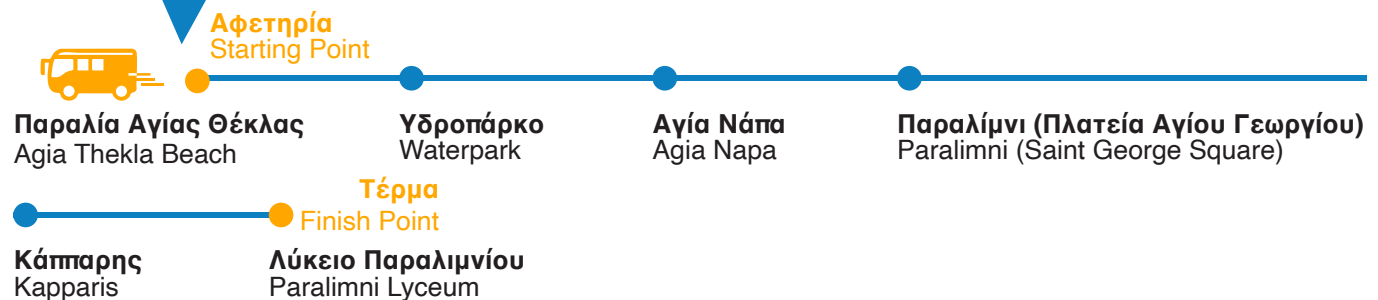 Αφετηρία
Starting Point
Παραλία Αγίας Θέκλας
Agia Thekla Beach
Υδροπάρκο
Waterpark
Αγία Νάπα
Agia Napa
Παραλίμνι (Πλατεία Αγίου Γεωργίου)
Paralimni (Saint George Square)
Τέρμα
Finish Point
Κάππαρης
Kapparis
Λύκειο Παραλιμνίου
Paralimni Lyceum